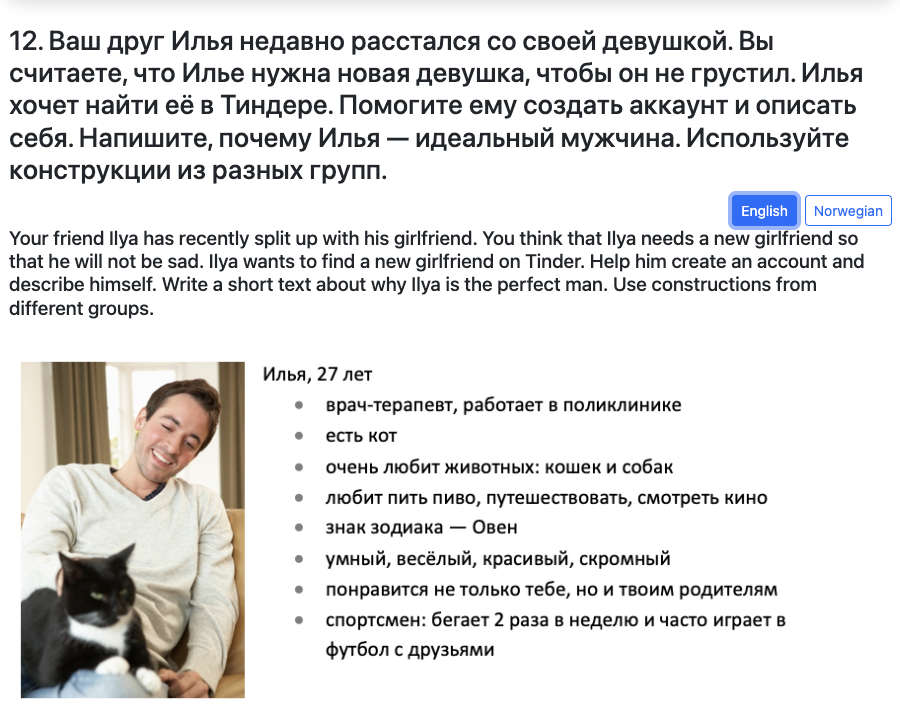 12. Ваш друг Илья недавно расстался со своей девушкой. Вы
считаете, что Илье нужна новая девушка, чтобы он не грустил. Илья
хочет найти её в Тиндере. Помогите ему создать аккаунт и описать
себя. Напишите, почему Илья — идеальный мужчина. Используйте
конструкции из разных групп.
English Norwegian
Your friend Ilya has recently split up with his girlfriend. You think that Ilya needs a new girlfriend so
that he will not be sad. Ilya wants to find a new girlfriend on Tinder. Help him create an account and
describe himself. Write a short text about why Ilya is the perfect man. Use constructions from
different groups.
Илья, 27 лет
• врач-терапевт, работает в поликлинике
• есть кот
• очень любит животных: кошек и собак
• любит пить пиво, путешествовать, смотреть кино
• знак зодиака — Овен
• умный, весёлый, красивый, скромный
• понравится не только тебе, но и твоим родителям
• спортсмен: бегает 2 раза в неделю и часто играет в
футбол с друзьями